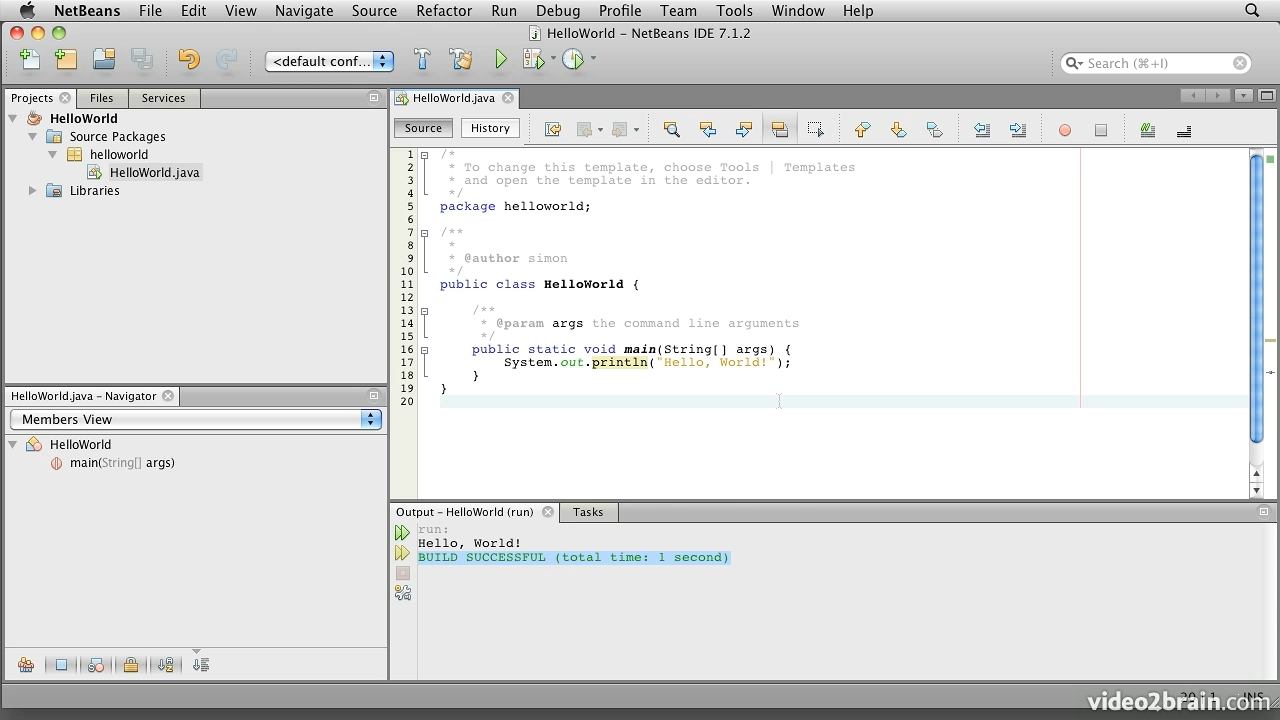 NetBeans File Edit View Navigate Source Refactor Run Debug Profile Team Tools Window Help
HelloWorld – NetBeans IDE 7.1.2
<default conf...
Search (⌘+I)
Projects Files Services
HelloWorld
Source Packages
helloworld
HelloWorld.java
Libraries
HelloWorld.java – Navigator
Members View
HelloWorld
main(String[] args)
HelloWorld.java
Source History
1 /*
2  * To change this template, choose Tools | Templates
3  * and open the template in the editor.
4  */
5 package helloworld;
6
7 /**
8  *
9  * @author simon
10  */
11 public class HelloWorld {
12
13     /**
14      * @param args the command line arguments
15      */
16     public static void main(String[] args) {
17         System.out.println("Hello, World!");
18     }
19 }
20
Output – HelloWorld (run) Tasks
run:
Hello, World!
BUILD SUCCESSFUL (total time: 1 second)
video2brain.com